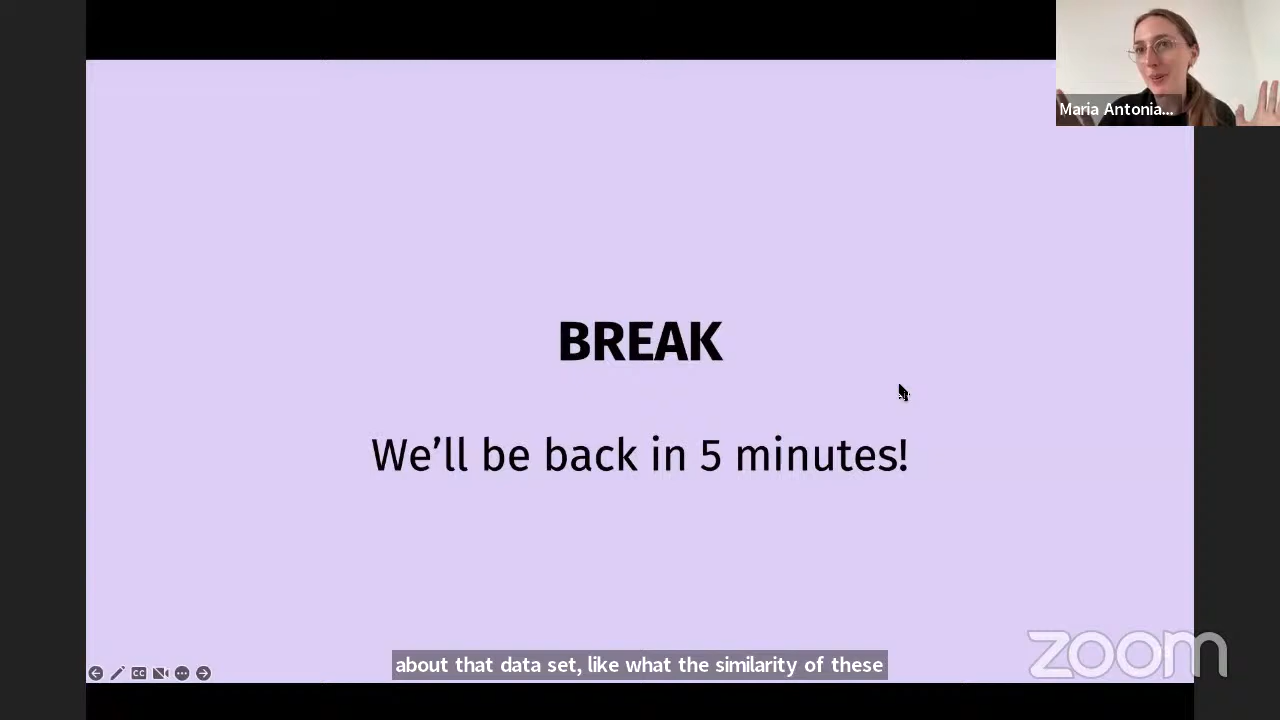 Maria Antonia...
BREAK
We'll be back in 5 minutes!
CC
about that data set, like what the similarity of these
zoom